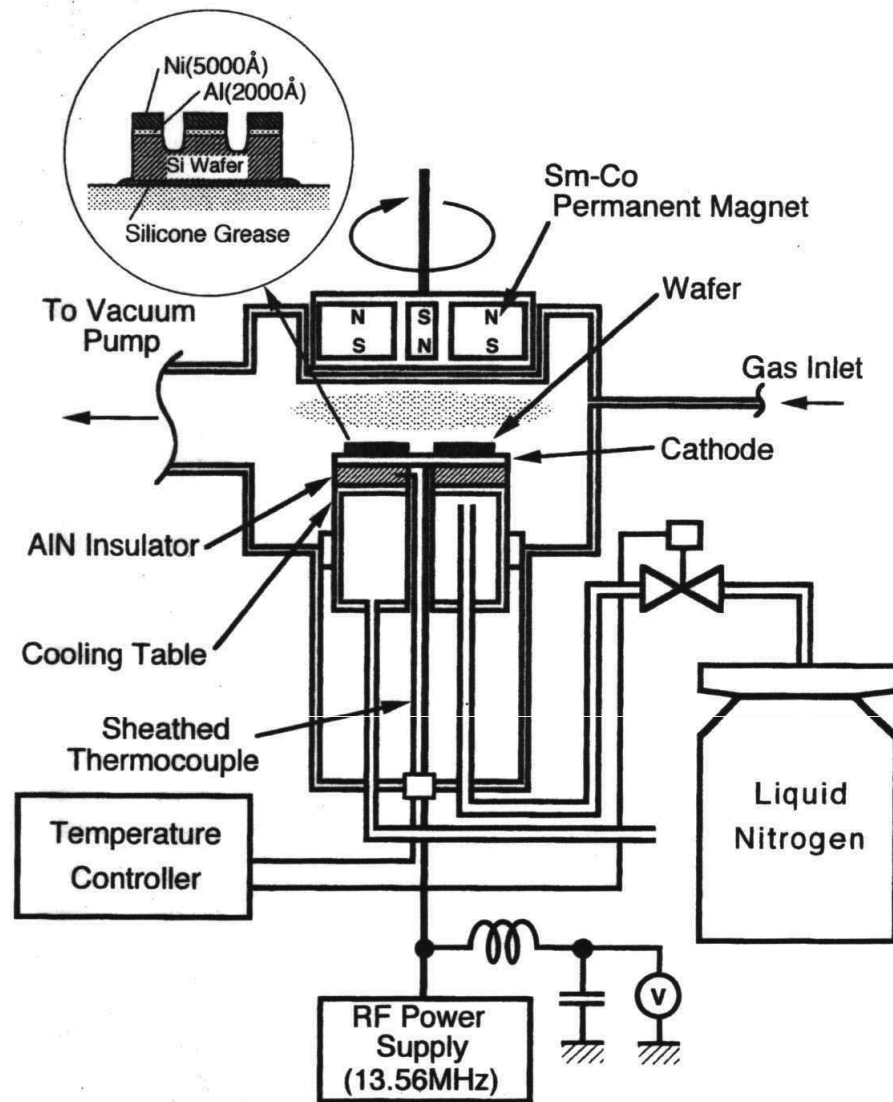 Ni(5000Å)
Al(2000Å)
Si Wafer
Silicone Grease
Sm-Co
Permanent Magnet
Wafer
To Vacuum
Pump
N
S
S
N
N
S
Gas Inlet
Cathode
AlN Insulator
Cooling Table
Sheathed
Thermocouple
Temperature
Controller
Liquid
Nitrogen
RF Power
Supply
(13.56MHz)
V